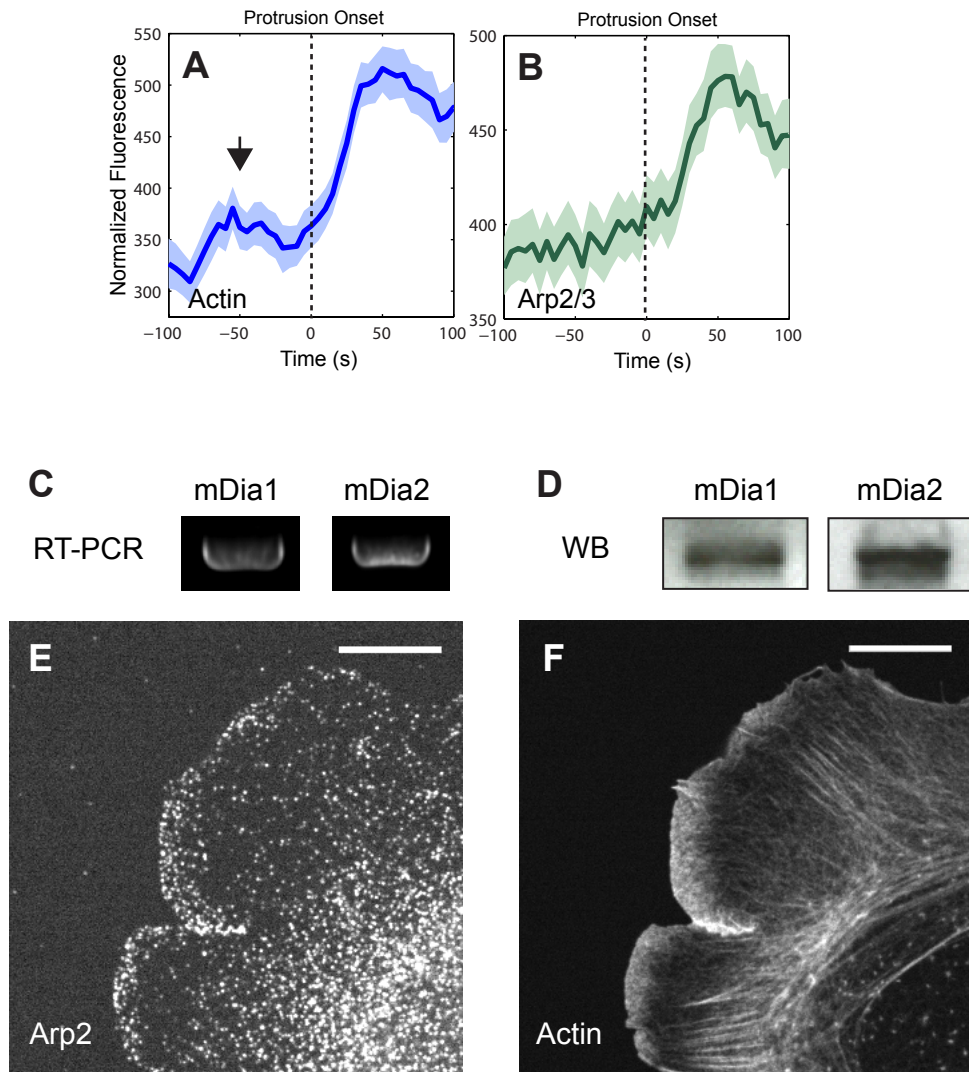 Protrusion Onset
A
Normalized Fluorescence
550
500
450
400
350
300
−100
−50
0
50
100
Time (s)
Actin
Protrusion Onset
B
500
450
400
350
−100
−50
0
50
100
Time (s)
Arp2/3
C
mDia1 mDia2
RT-PCR
D
mDia1 mDia2
WB
E
Arp2
F
Actin